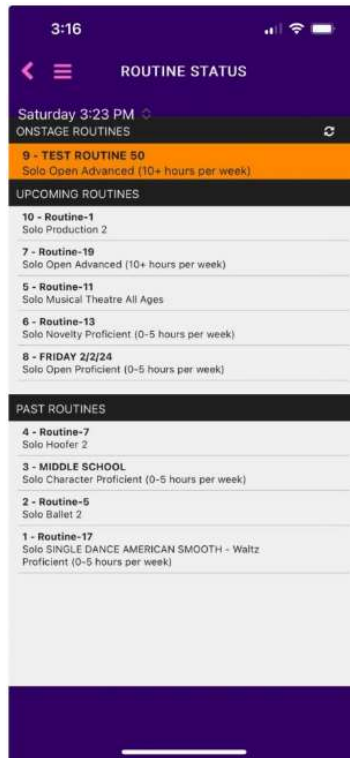 3:16
ROUTINE STATUS
Saturday 3:23 PM
ONSTAGE ROUTINES
9 - TEST ROUTINE 50
Solo Open Advanced (10+ hours per week)
UPCOMING ROUTINES
10 - Routine-1
Solo Production 2
7 - Routine-19
Solo Open Advanced (10+ hours per week)
5 - Routine-11
Solo Musical Theatre All Ages
6 - Routine-13
Solo Novelty Proficient (0-5 hours per week)
8 - FRIDAY 2/2/24
Solo Open Proficient (0-5 hours per week)
PAST ROUTINES
4 - Routine-7
Solo Hoofer 2
3 - MIDDLE SCHOOL
Solo Character Proficient (0-5 hours per week)
2 - Routine-5
Solo Ballet 2
1 - Routine-17
Solo SINGLE DANCE AMERICAN SMOOTH - Waltz
Proficient (0-5 hours per week)